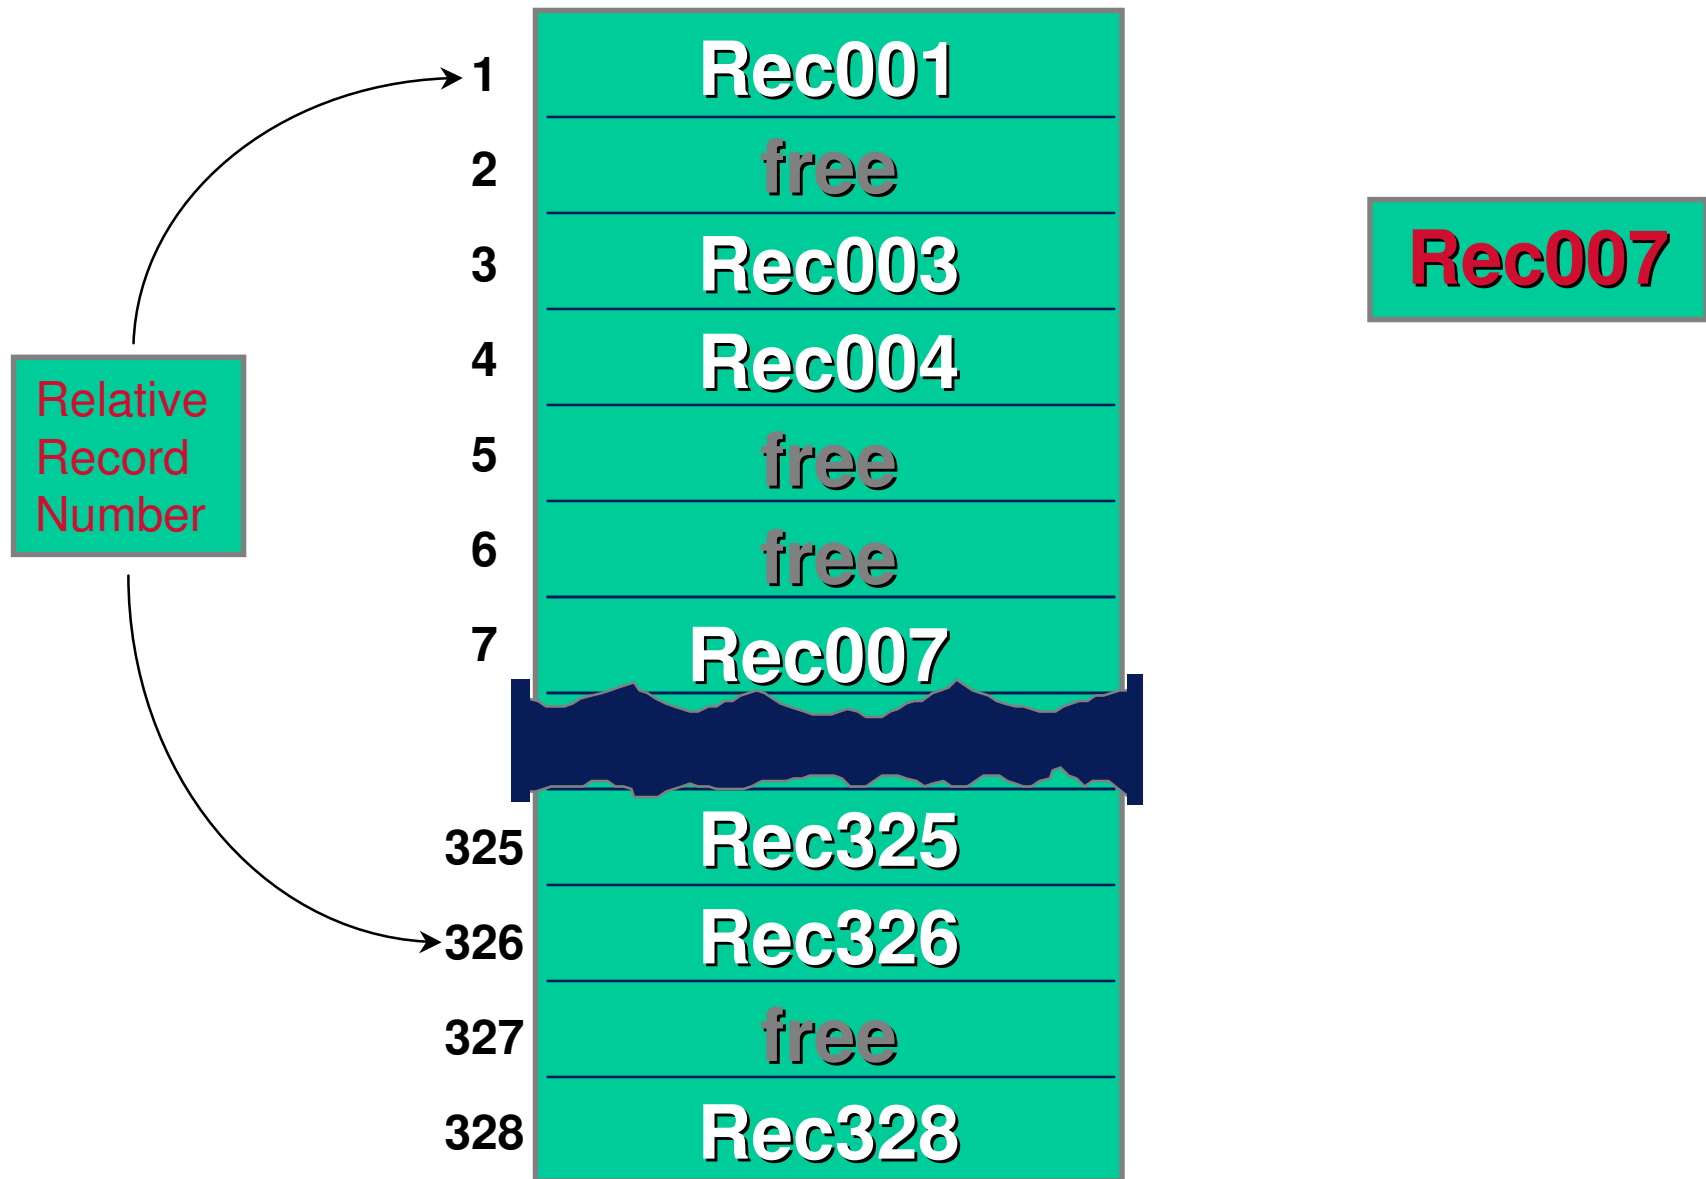 1 Rec001
2 free
3 Rec003
Rec007
4 Rec004
Relative
Record
Number
5 free
6 free
7 Rec007
325 Rec325
326 Rec326
327 free
328 Rec328